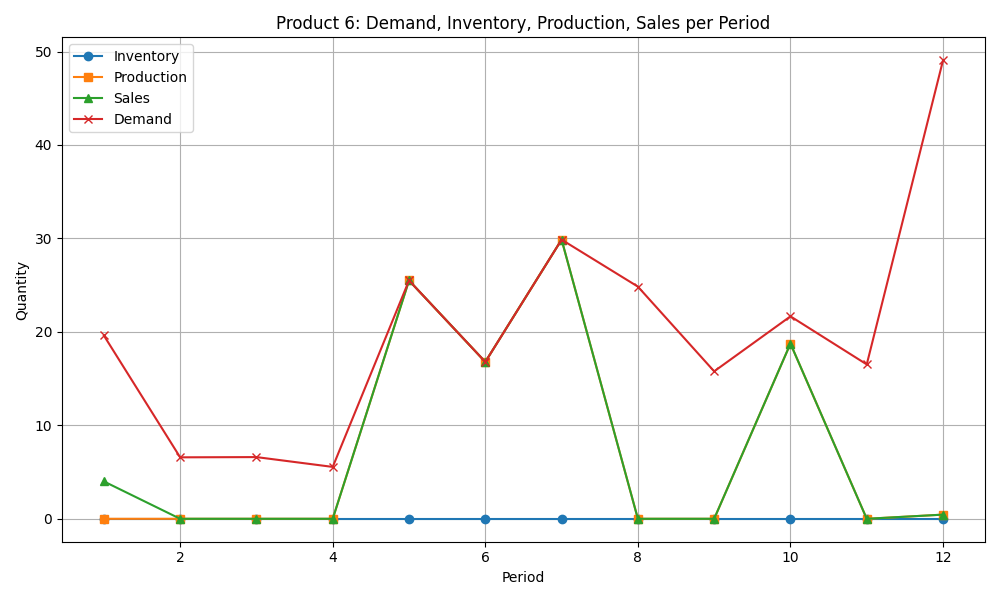 Product 6: Demand, Inventory, Production, Sales per Period
Inventory
Production
Sales
Demand
50
40
30
20
10
0
Quantity
2
4
6
8
10
12
Period